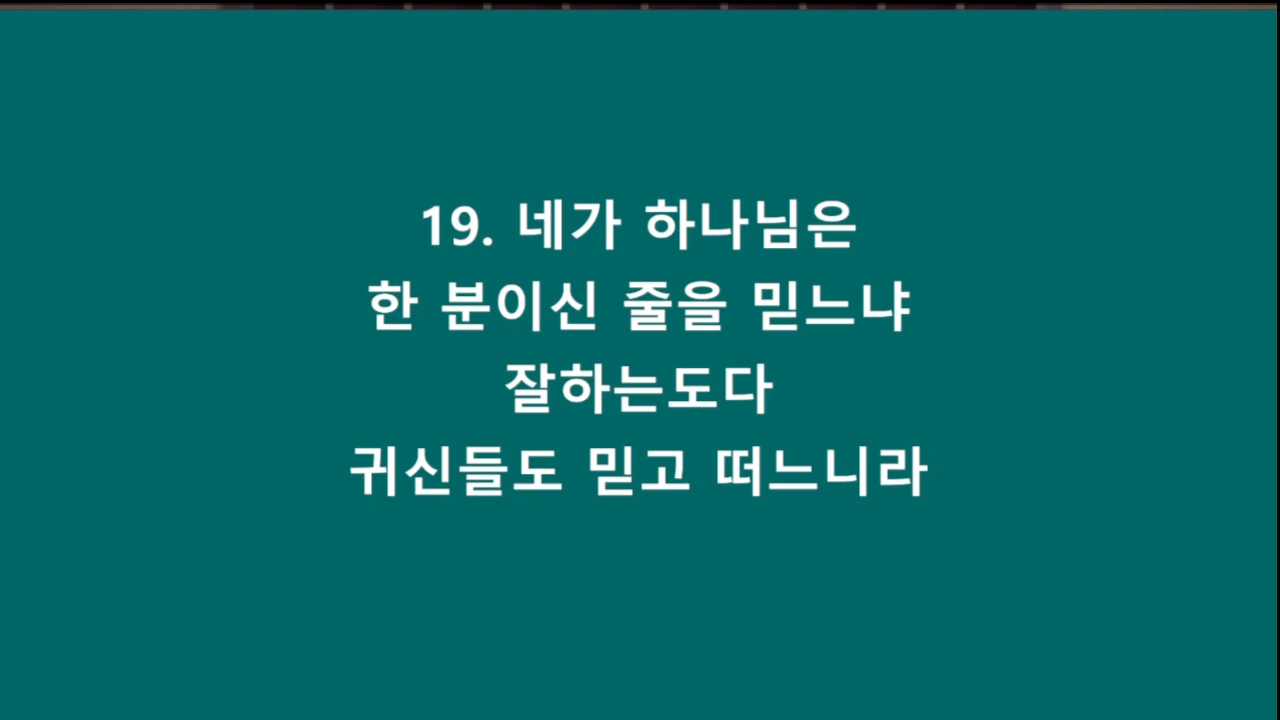 19. 네가 하나님은
한 분이신 줄을 믿느냐
잘하는도다
귀신들도 믿고 떠느니라